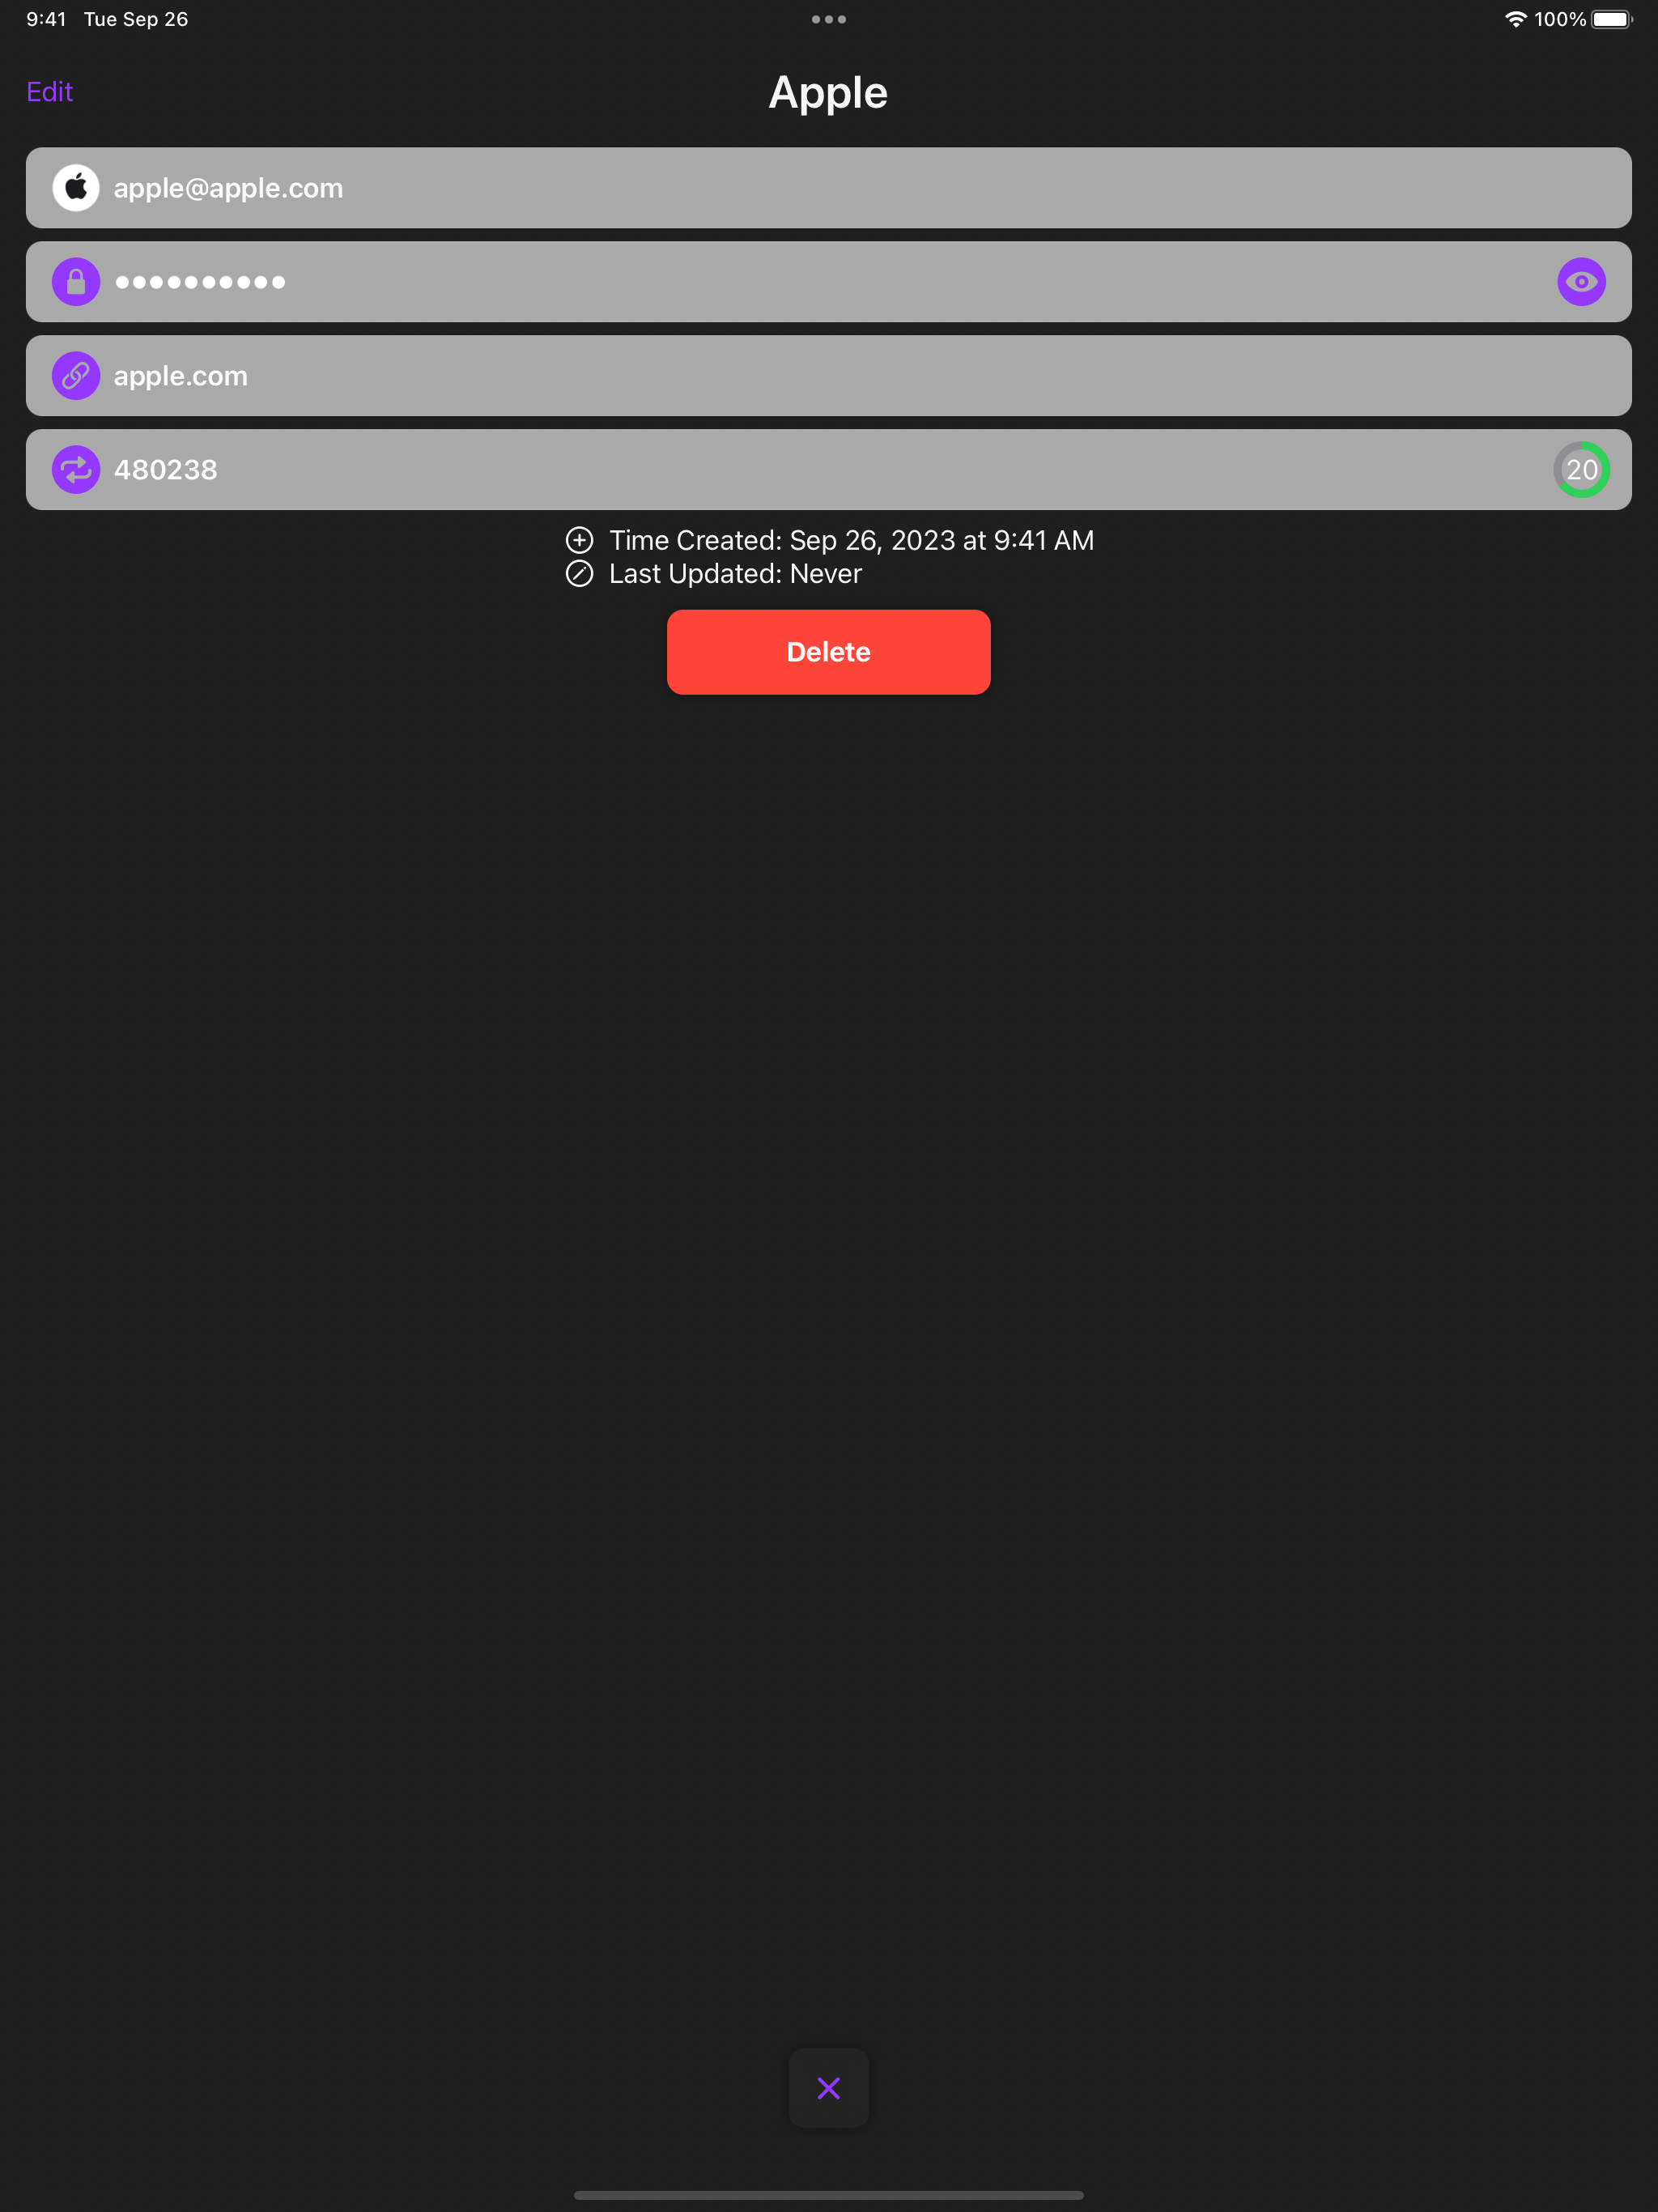 9:41 Tue Sep 26
100%
Edit
Apple
apple@apple.com
••••••••••
apple.com
480238
20
Time Created: Sep 26, 2023 at 9:41 AM
Last Updated: Never
Delete